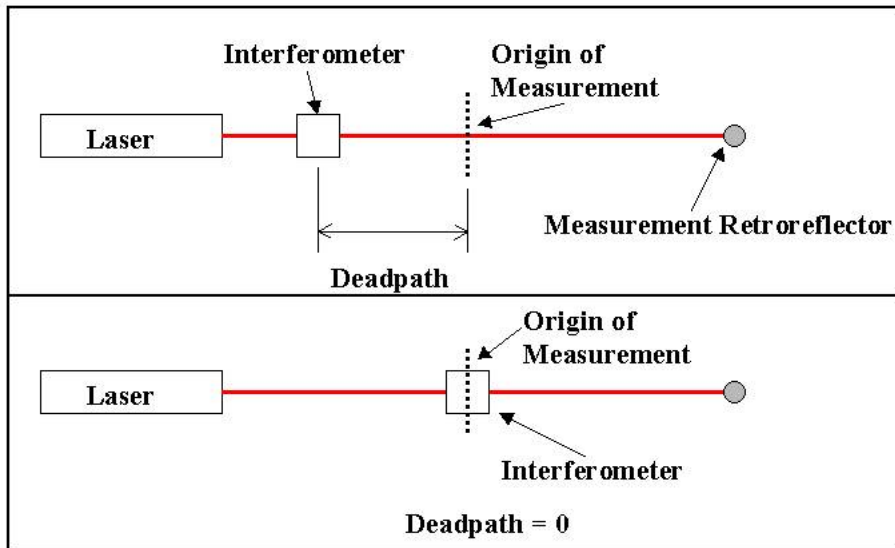 Interferometer
Origin of
Measurement
Laser
Measurement Retroreflector
Deadpath
Origin of
Measurement
Laser
Interferometer
Deadpath = 0